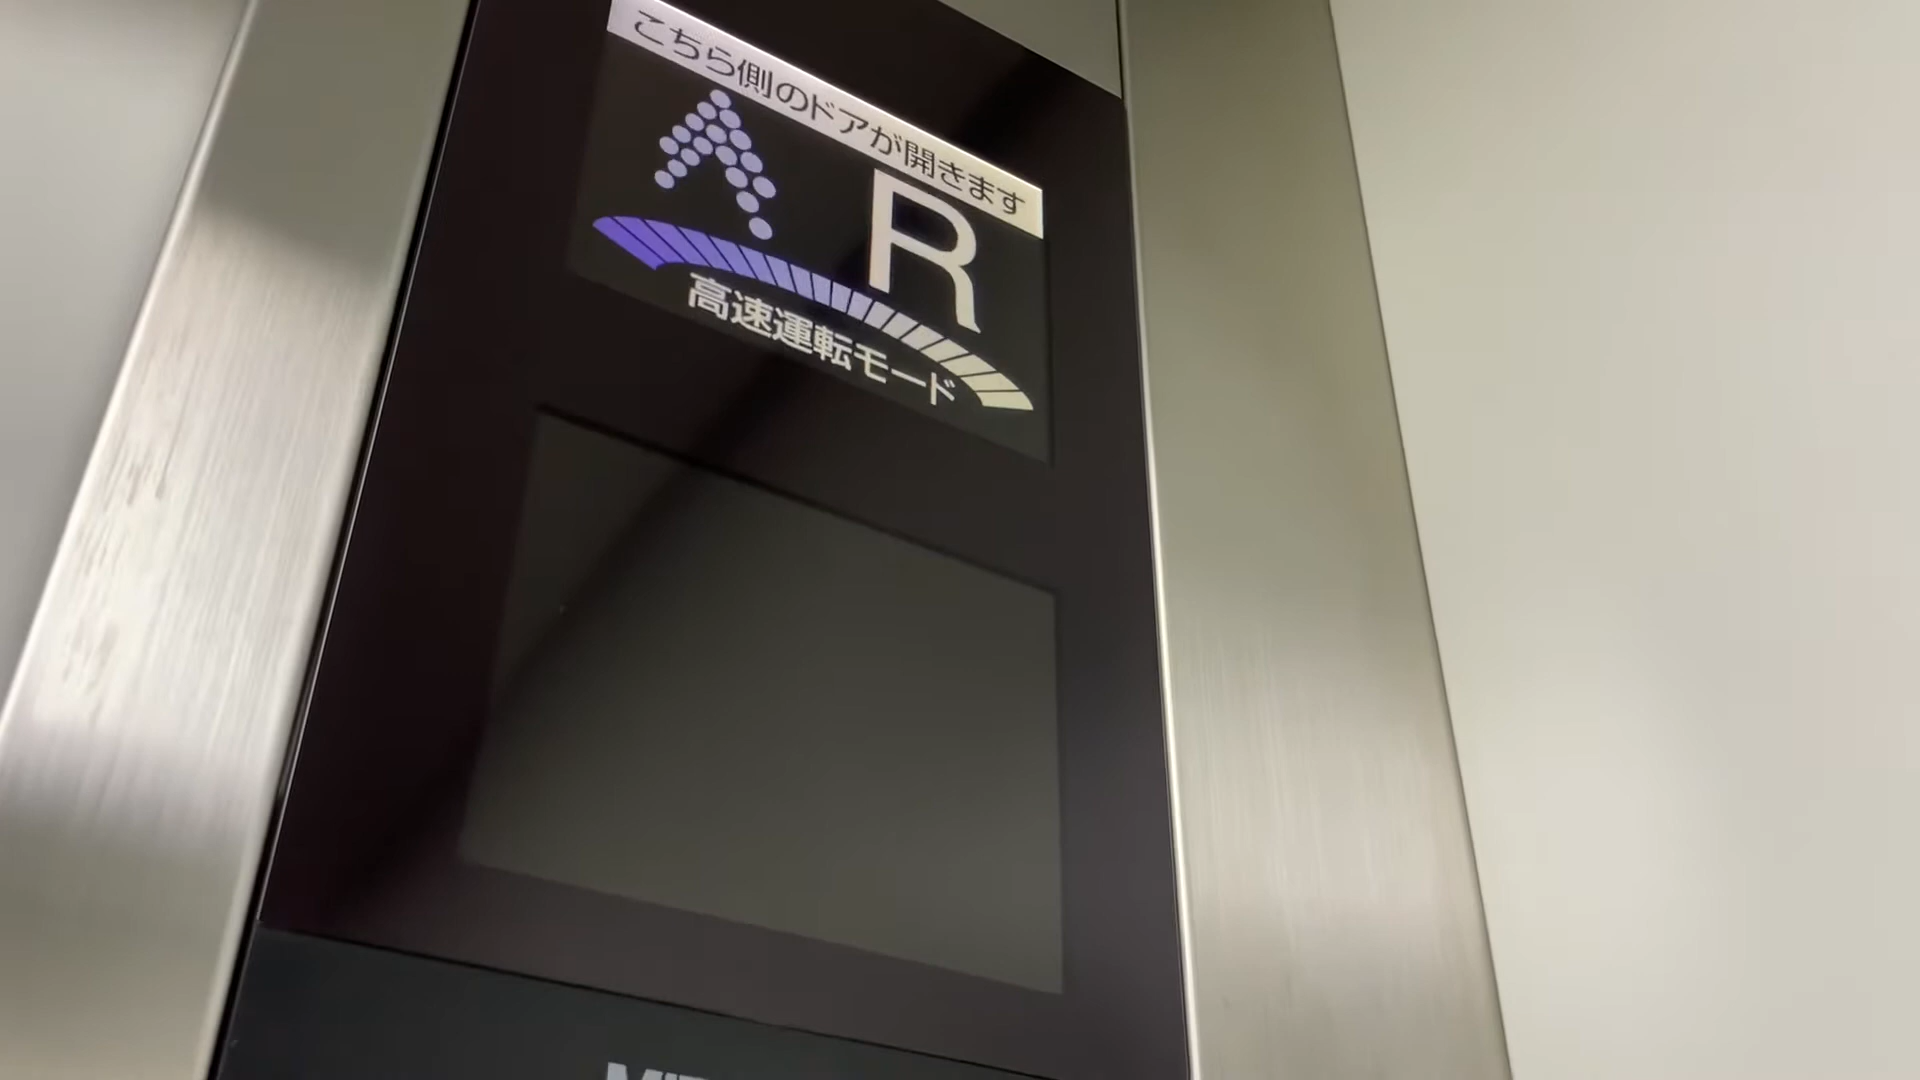 こちら側のドアが開きます
R
高速運転モード